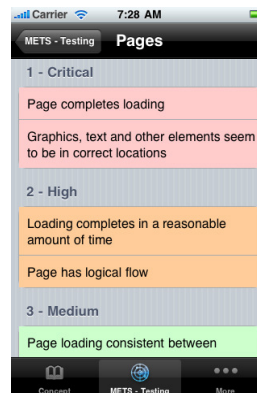 Carrier 7:28 AM
METS - Testing Pages
1 - Critical
Page completes loading
Graphics, text and other elements seem
to be in correct locations
2 - High
Loading completes in a reasonable
amount of time
Page has logical flow
3 - Medium
Page loading consistent between
Concept METS - Testing More